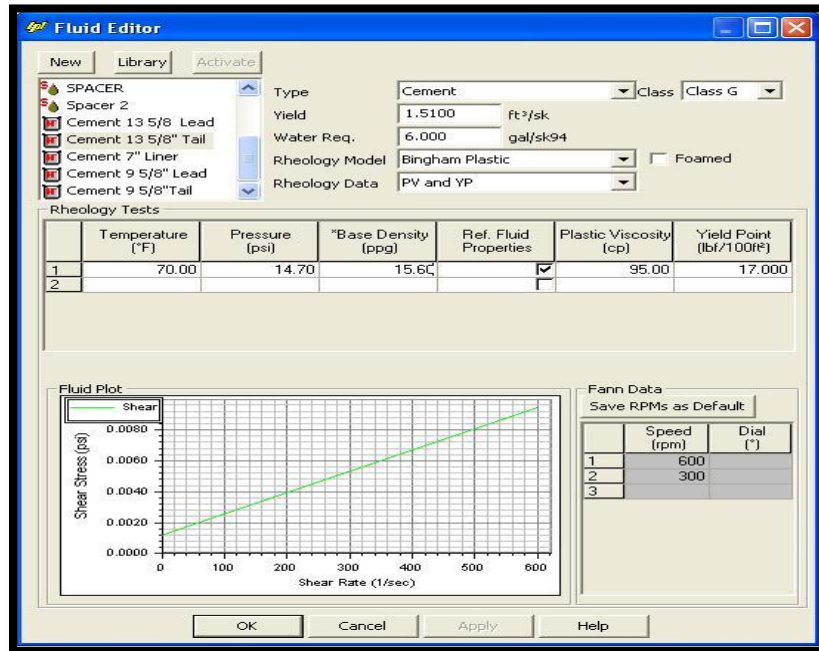 Fluid Editor
New Library Activate
SPACER
Spacer 2
Cement 13 5/8 Lead
Cement 13 5/8" Tail
Cement 7" Liner
Cement 9 5/8" Lead
Cement 9 5/8"Tail
Type Cement Class Class G
Yield 1.5100 ft³/sk
Water Req. 6.000 gal/sk94
Rheology Model Bingham Plastic Foamed
Rheology Data PV and YP
Rheology Tests
Temperature (°F) Pressure (psi) *Base Density (ppg) Ref. Fluid Properties Plastic Viscosity (cp) Yield Point (lbf/100ft²)
1 70.00 14.70 15.60 95.00 17.000
2
Fluid Plot
Shear
Shear Stress (psi)
0.0080
0.0060
0.0040
0.0020
0.0000
0 100 200 300 400 500 600
Shear Rate (1/sec)
Fann Data
Save RPMs as Default
Speed (rpm) Dial (°)
1 600
2 300
3
OK Cancel Apply Help